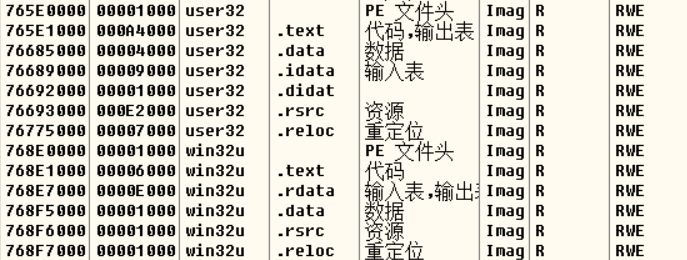 765E0000 00001000 user32 PE 文件头 Imag R RWE
765E1000 000A4000 user32 .text 代码,输出表 Imag R RWE
76685000 00004000 user32 .data 数据 Imag R RWE
76689000 00009000 user32 .idata 输入表 Imag R RWE
76692000 00001000 user32 .didat Imag R RWE
76693000 000E2000 user32 .rsrc 资源 Imag R RWE
76775000 00007000 user32 .reloc 重定位 Imag R RWE
768E0000 00001000 win32u PE 文件头 Imag R RWE
768E1000 00006000 win32u .text 代码 Imag R RWE
768E7000 0000E000 win32u .rdata 输入表,输出表 Imag R RWE
768F5000 00001000 win32u .data 数据 Imag R RWE
768F6000 00001000 win32u .rsrc 资源 Imag R RWE
768F7000 00001000 win32u .reloc 重定位 Imag R RWE